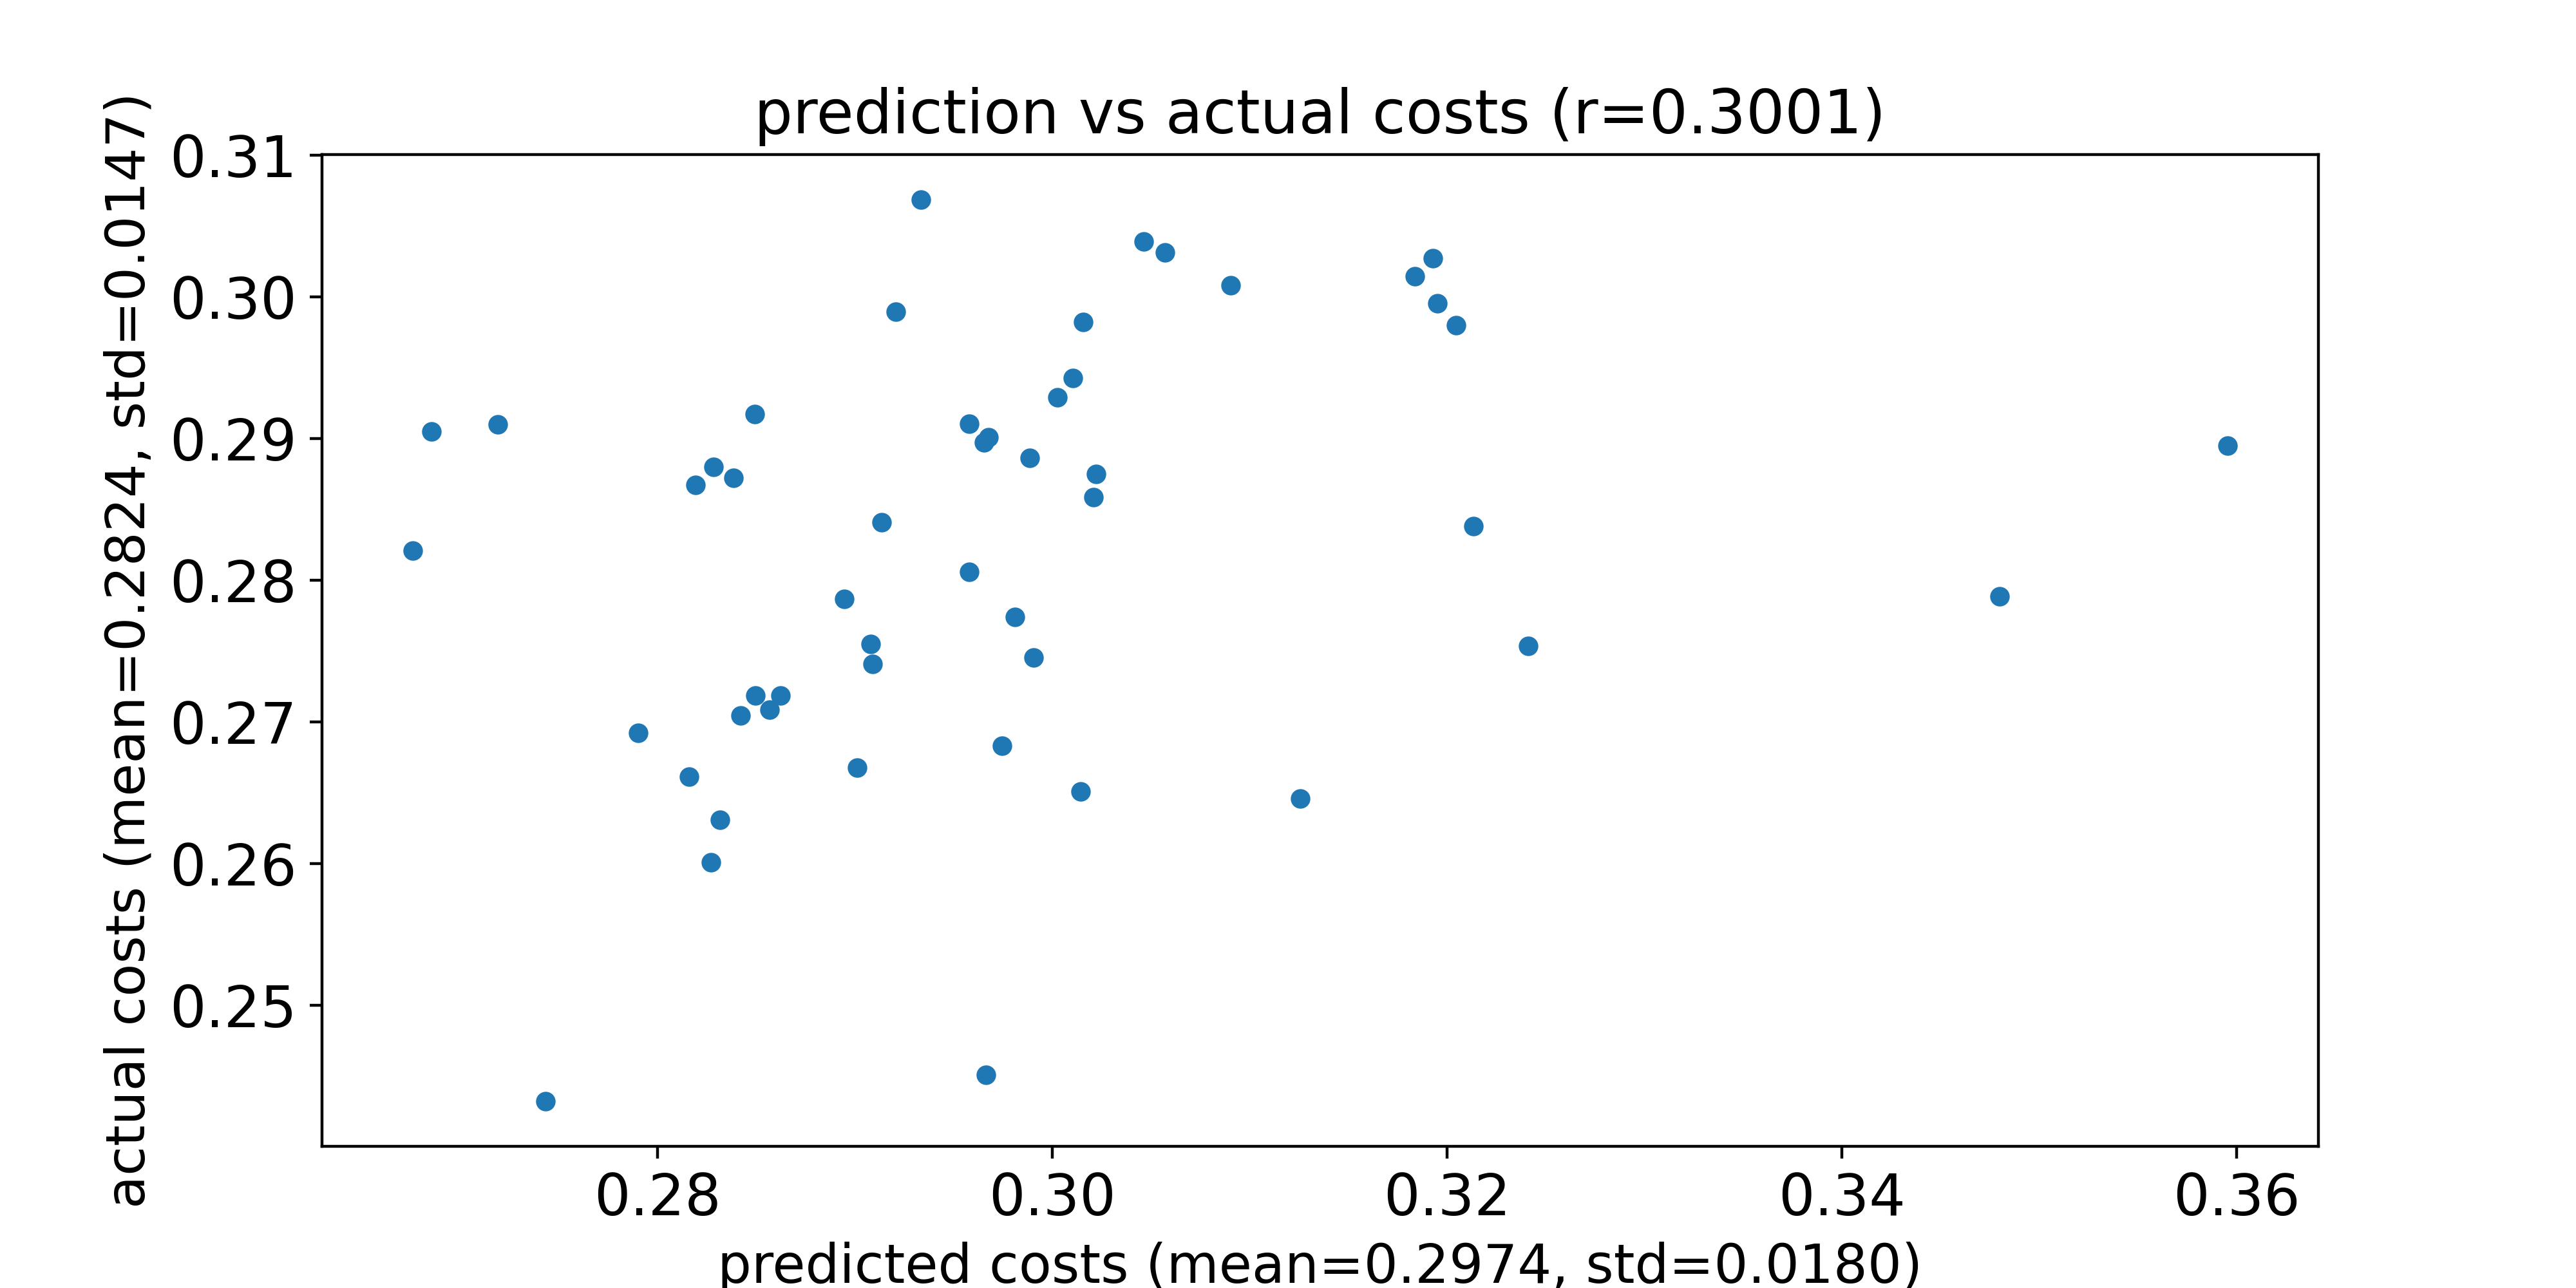 prediction vs actual costs (r=0.3001)
actual costs (mean=0.2824, std=0.0147)
0.31
0.30
0.29
0.28
0.27
0.26
0.25
0.28 0.30 0.32 0.34 0.36
predicted costs (mean=0.2974, std=0.0180)